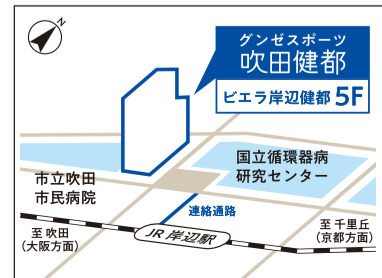 N
グンゼスポーツ
吹田健都
ビエラ岸辺健都 5F
国立循環器病
研究センター
市立吹田
市民病院
連絡通路
至 吹田
(大阪方面)
JR 岸辺駅
至 千里丘
(京都方面)